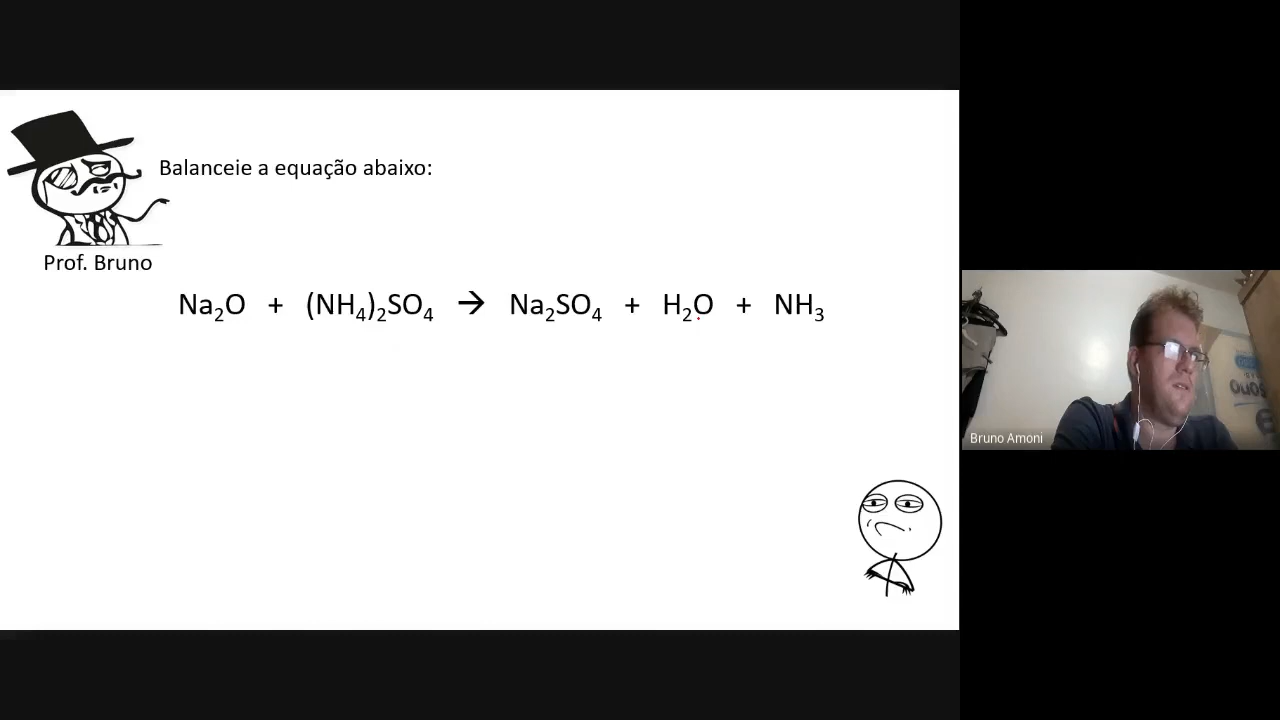 Balanceie a equação abaixo:
Prof. Bruno
Na₂O + (NH₄)₂SO₄ → Na₂SO₄ + H₂O + NH₃
Bruno Amoni